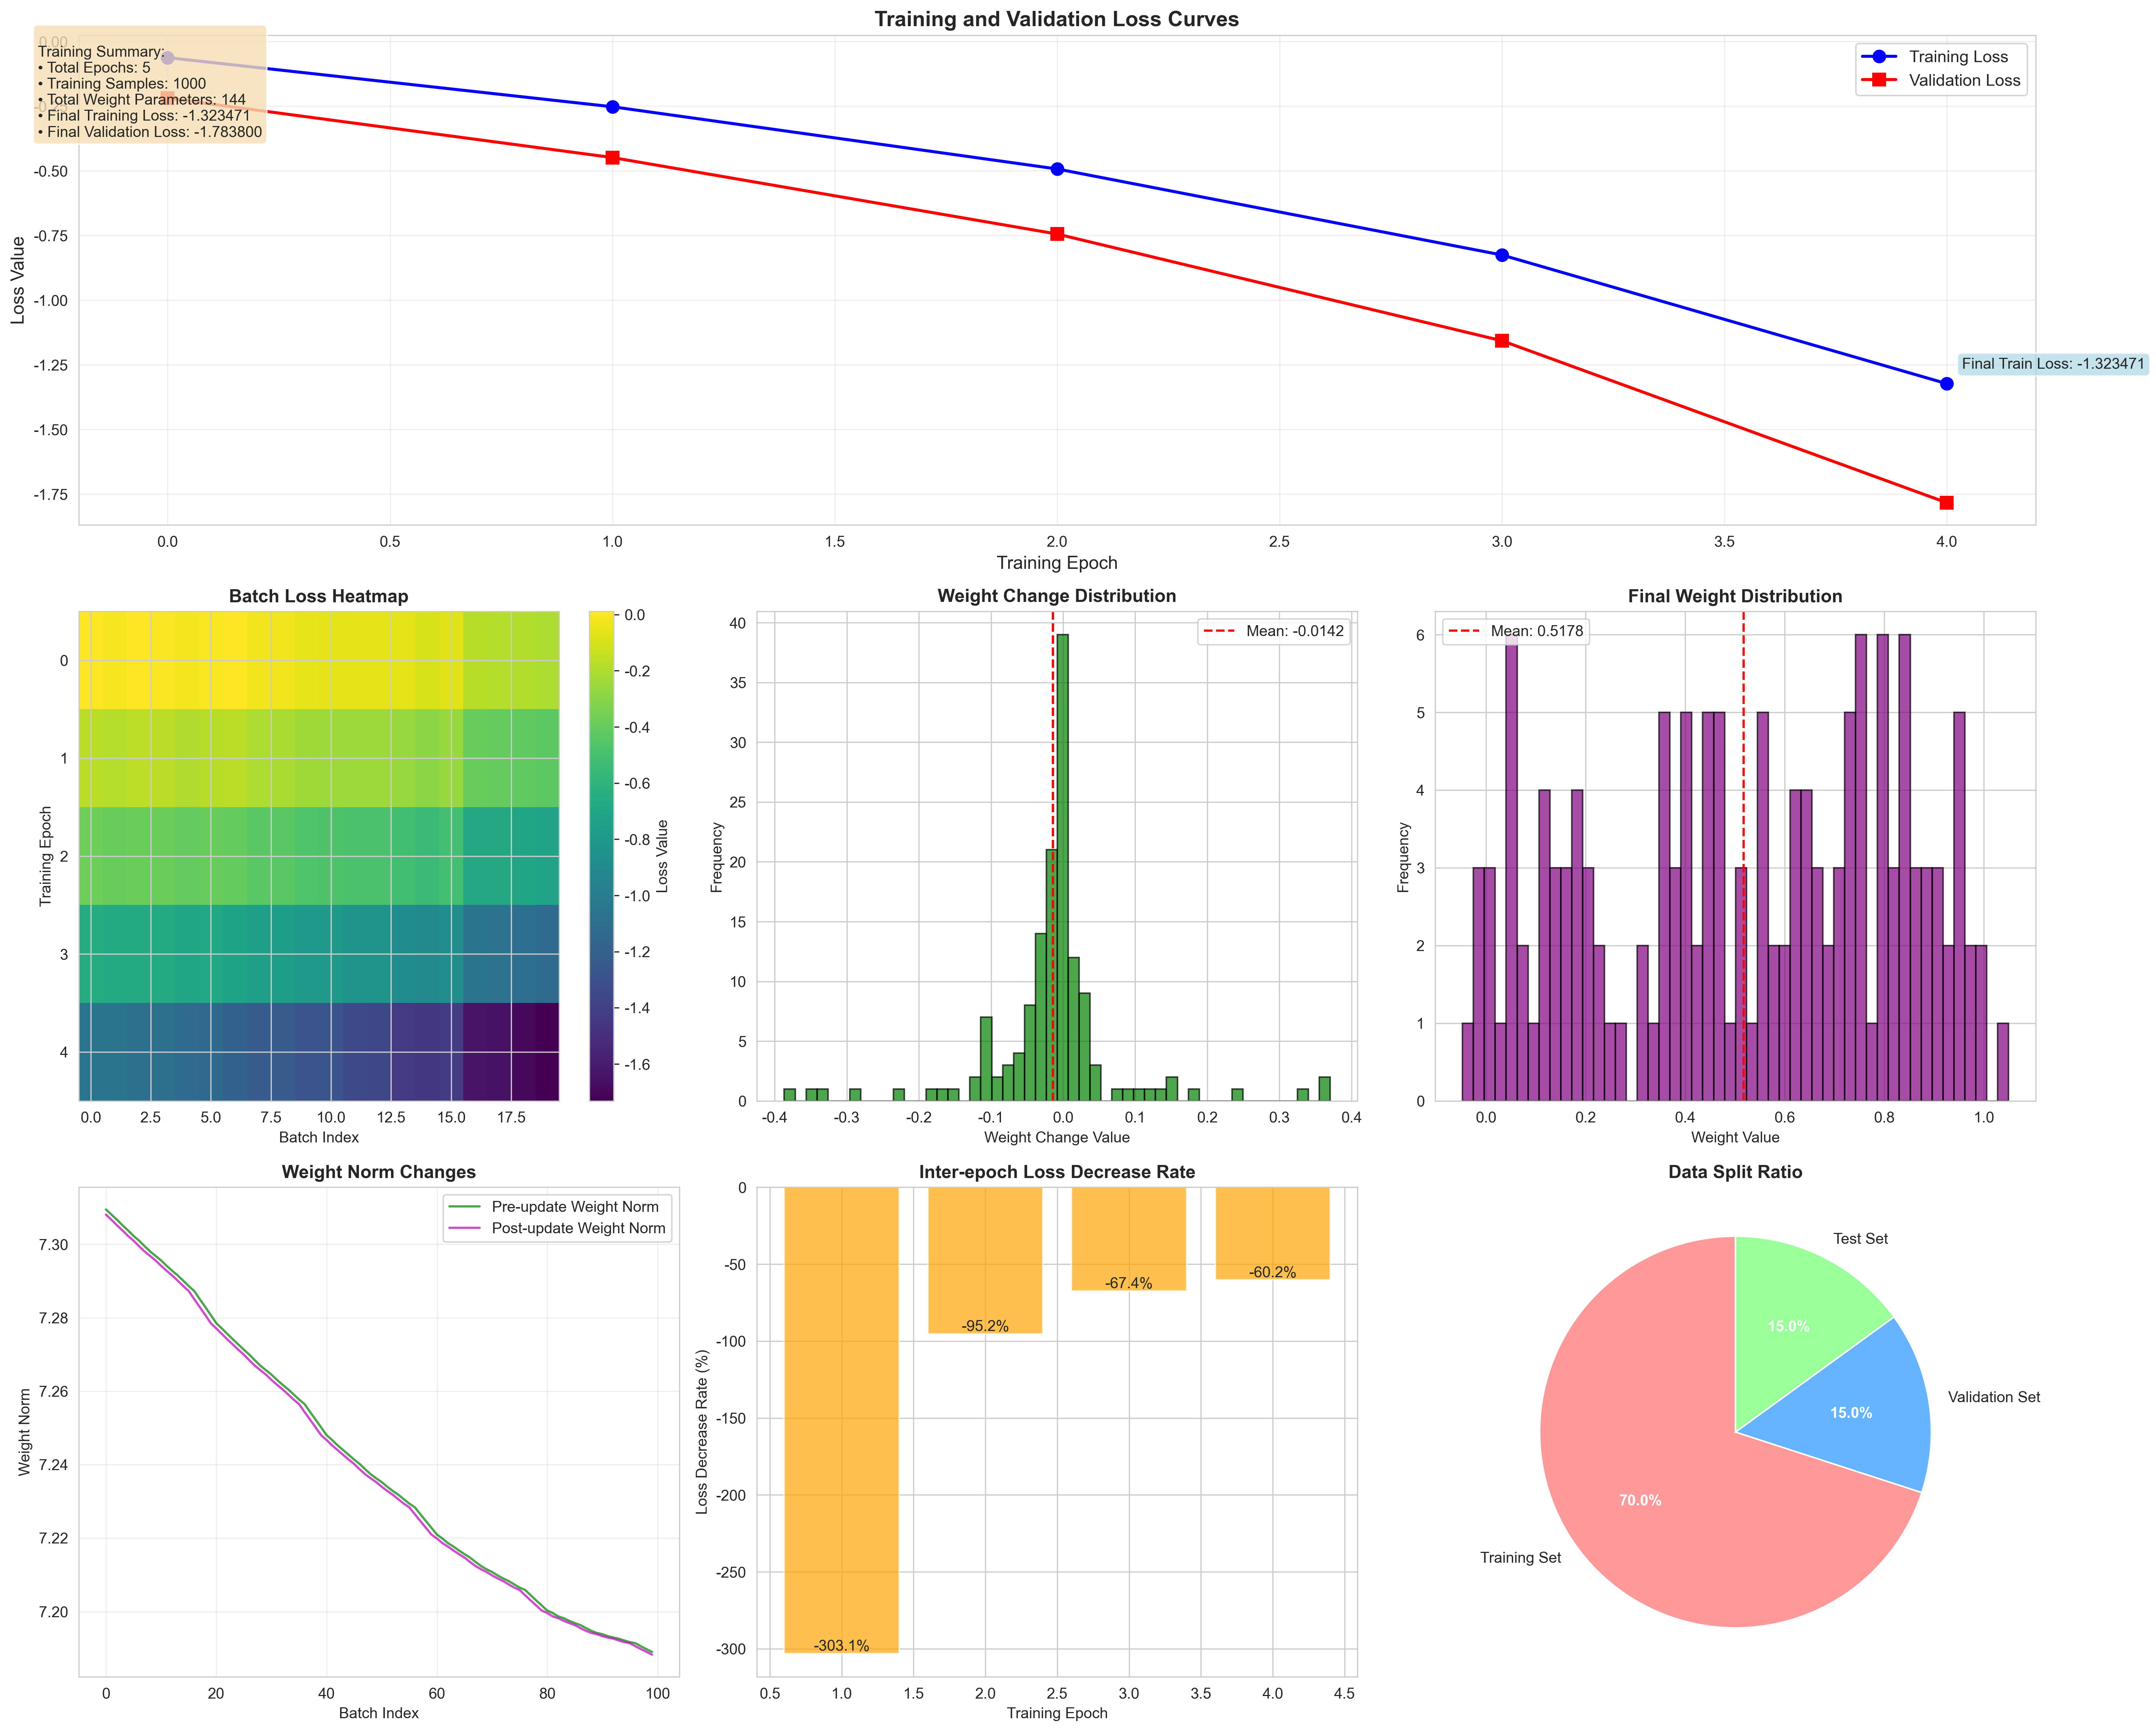 Training and Validation Loss Curves
0.00
-0.25
-0.50
-0.75
-1.00
-1.25
-1.50
-1.75
Loss Value
Training Summary:
• Total Epochs: 5
• Training Samples: 1000
• Total Weight Parameters: 144
• Final Training Loss: -1.323471
• Final Validation Loss: -1.783800
Training Loss
Validation Loss
Final Train Loss: -1.323471
0.0 0.5 1.0 1.5 2.0 2.5 3.0 3.5 4.0
Training Epoch
Batch Loss Heatmap
0
1
2
3
4
Training Epoch
0.0 2.5 5.0 7.5 10.0 12.5 15.0 17.5
Batch Index
0.0
-0.2
-0.4
-0.6
-0.8
-1.0
-1.2
-1.4
-1.6
Loss Value
Weight Change Distribution
Mean: -0.0142
40
35
30
25
20
15
10
5
0
Frequency
-0.4 -0.3 -0.2 -0.1 0.0 0.1 0.2 0.3 0.4
Weight Change Value
Final Weight Distribution
Mean: 0.5178
6
5
4
3
2
1
0
Frequency
0.0 0.2 0.4 0.6 0.8 1.0
Weight Value
Weight Norm Changes
Pre-update Weight Norm
Post-update Weight Norm
7.30
7.28
7.26
7.24
7.22
7.20
Weight Norm
0 20 40 60 80 100
Batch Index
Inter-epoch Loss Decrease Rate
0
-50
-100
-150
-200
-250
-300
Loss Decrease Rate (%)
-303.1%
-95.2%
-67.4%
-60.2%
0.5 1.0 1.5 2.0 2.5 3.0 3.5 4.0 4.5
Training Epoch
Data Split Ratio
Test Set
15.0%
Validation Set
15.0%
70.0%
Training Set